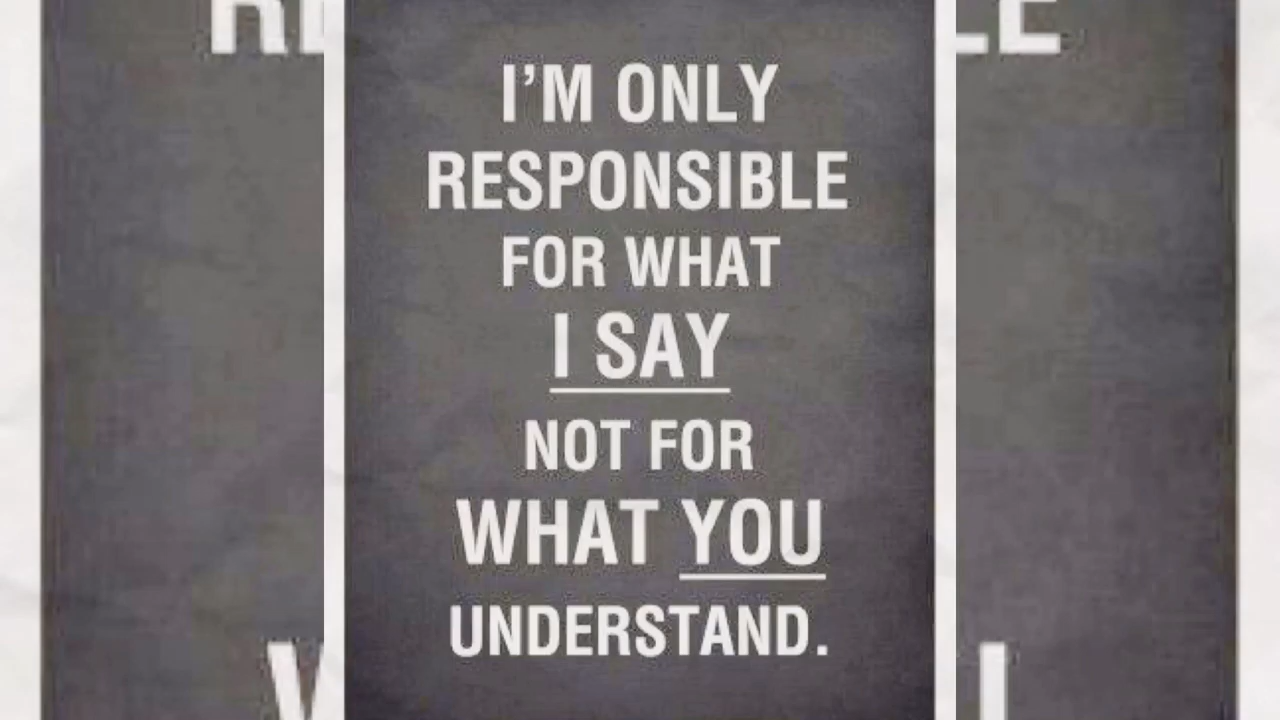 I'M ONLY
RESPONSIBLE
FOR WHAT
I SAY
NOT FOR
WHAT YOU
UNDERSTAND.